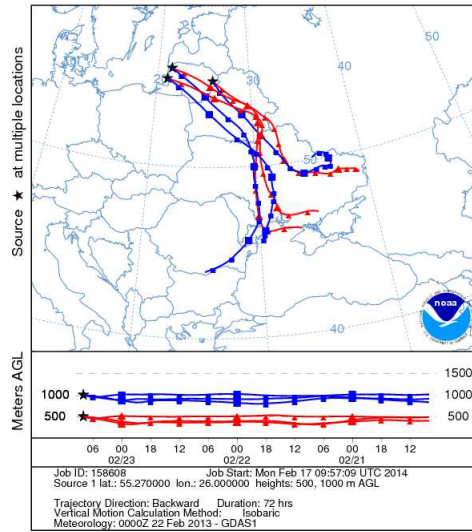 Source ★ at multiple locations
20
30
40
50
50
40
30
noaa
Meters AGL
1500
1000 1000
500 500
06 00 18 12 06 00 18 12 06 00 18 12
02/23 02/22 02/21
Job ID: 158608 Job Start: Mon Feb 17 09:57:09 UTC 2014
Source 1 lat.: 55.270000 lon.: 26.000000 heights: 500, 1000 m AGL
Trajectory Direction: Backward Duration: 72 hrs
Vertical Motion Calculation Method: Isobaric
Meteorology: 0000Z 22 Feb 2013 - GDAS1